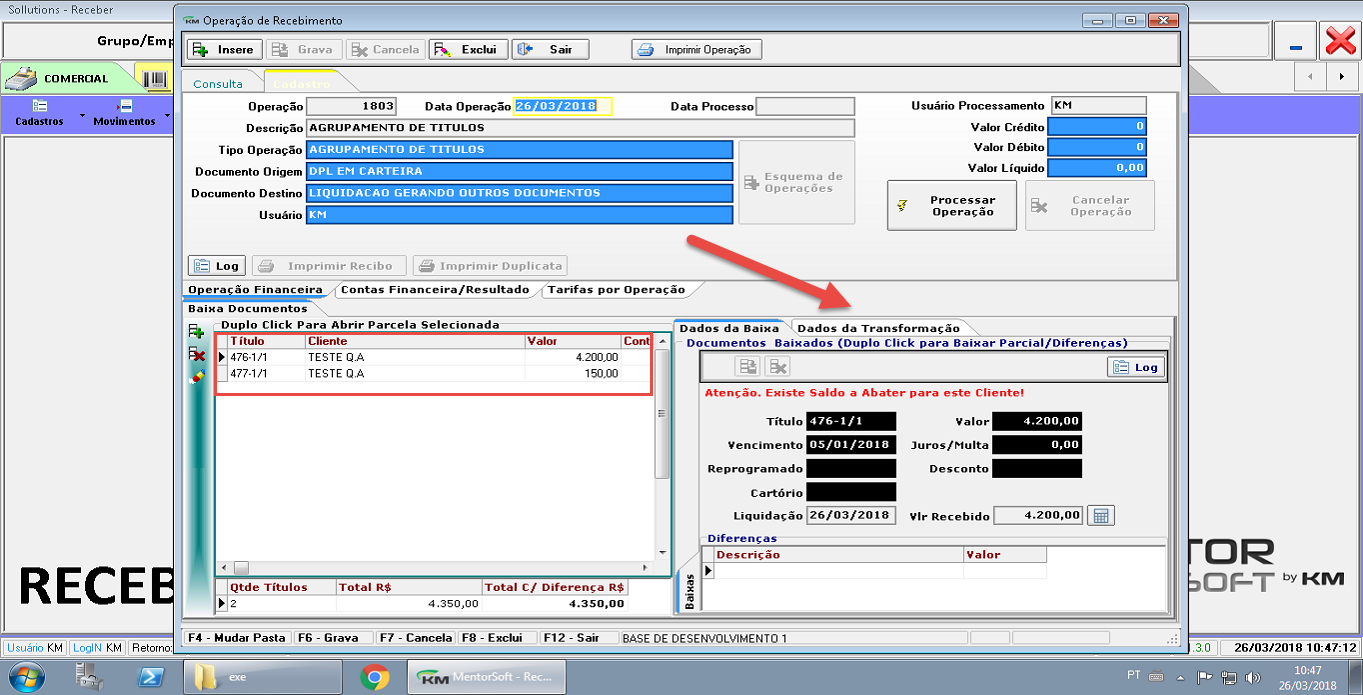 Sollutions - Receber
KM Operação de Recebimento
Grupo/Emp
Insere Grava Cancela Exclui Sair Imprimir Operação
COMERCIAL
Consulta Cadastro
Cadastros Movimentos
Operação 1803 Data Operação 26/03/2018 Data Processo Usuário Processamento KM
Descrição AGRUPAMENTO DE TITULOS Valor Crédito 0
Tipo Operação AGRUPAMENTO DE TITULOS Valor Débito 0
Documento Origem DPL EM CARTEIRA Valor Líquido 0,00
Documento Destino LIQUIDACAO GERANDO OUTROS DOCUMENTOS
Usuário KM
Esquema de
Operações
Processar
Operação
Cancelar
Operação
Log Imprimir Recibo Imprimir Duplicata
Operação Financeira Contas Financeira/Resultado Tarifas por Operação
Baixa Documentos
Duplo Click Para Abrir Parcela Selecionada
Título Cliente Valor Cont
476-1/1 TESTE Q.A 4.200,00
477-1/1 TESTE Q.A 150,00
Qtde Títulos Total R$ Total C/ Diferença R$
2 4.350,00 4.350,00
Dados da Baixa Dados da Transformação
Documentos Baixados (Duplo Click para Baixar Parcial/Diferenças)
Log
Atenção. Existe Saldo a Abater para este Cliente!
Título 476-1/1 Valor 4.200,00
Vencimento 05/01/2018 Juros/Multa 0,00
Reprogramado Desconto
Cartório
Liquidação 26/03/2018 Vlr Recebido 4.200,00
Diferenças
Descrição Valor
Baixas
RECEB
TOR
SOFT by KM
F4 - Mudar Pasta F6 - Grava F7 - Cancela F8 - Exclui F12 - Sair BASE DE DESENVOLVIMENTO 1
Usuário KM LogIN KM Retorno: 1.3.0 26/03/2018 10:47:12
exe KM MentorSoft - Rec... PT 10:47
26/03/2018